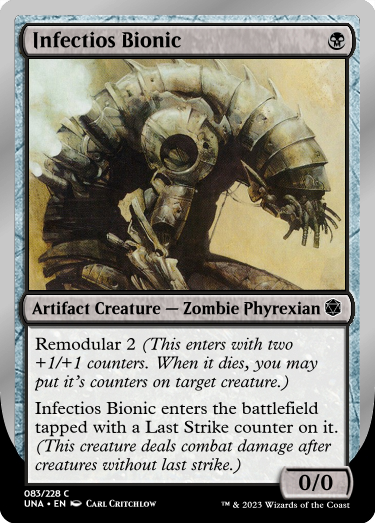 Infectios Bionic
Artifact Creature — Zombie Phyrexian
Remodular 2 (This enters with two
+1/+1 counters. When it dies, you may
put it's counters on target creature.)
Infectios Bionic enters the battlefield
tapped with a Last Strike counter on it.
(This creature deals combat damage after
creatures without last strike.)
0/0
083/228 C
UNA • EN Carl Critchlow
™ & 2023 Wizards of the Coast